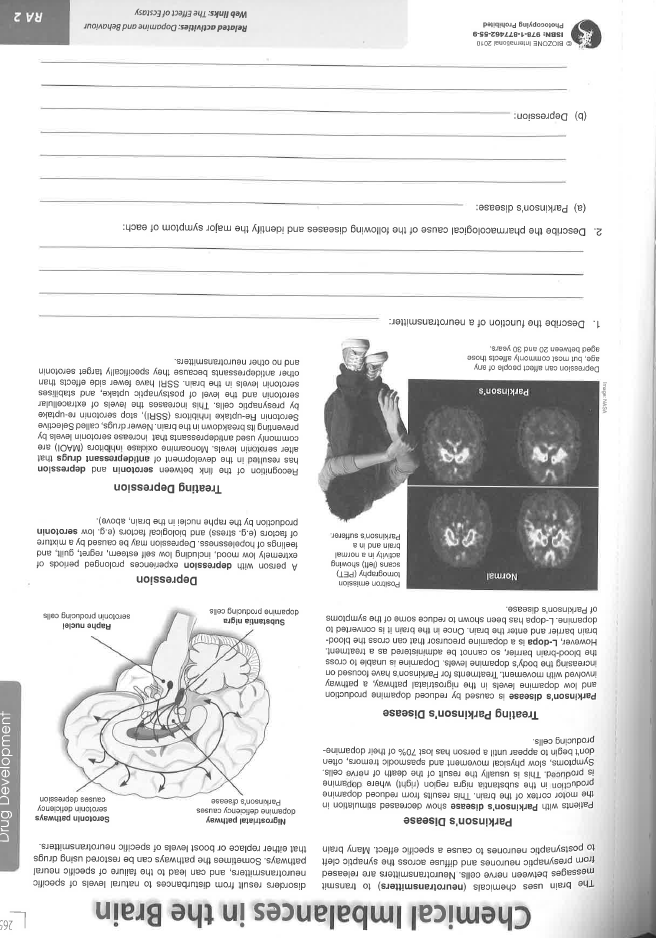 265
Chemical Imbalances in the Brain
The brain uses chemicals (neurotransmitters) to transmit
messages between nerve cells. Neurotransmitters are released
from presynaptic neurones and diffuse across the synaptic cleft
to postsynaptic neurones to cause a specific effect. Many brain
disorders result from disturbances to natural levels of specific
neurotransmitters, and can lead to the failure of specific neural
pathways. Sometimes the pathways can be restored using drugs
that either replace or boost levels of specific neurotransmitters.
Parkinson's Disease
Patients with Parkinson's disease show decreased stimulation in
the motor cortex of the brain. This results from reduced dopamine
production in the substantia nigra region (right) where dopamine
is produced. This is usually the result of the death of nerve cells.
Symptoms, slow physical movement and spasmodic tremors, often
don't begin to appear until a person has lost 70% of their dopamine-
producing cells.
Treating Parkinson's Disease
Parkinson's disease is caused by reduced dopamine production
and low dopamine levels in the nigrostriatal pathway, a pathway
involved with movement. Treatments for Parkinson's have focused on
increasing the body's dopamine levels. Dopamine is unable to cross
the blood-brain barrier, so cannot be administered as a treatment.
However, L-dopa is a dopamine precursor that can cross the blood-
brain barrier and enter the brain. Once in the brain it is converted to
dopamine. L-dopa has been shown to reduce some of the symptoms
of Parkinson's disease.
Nigrostriatal pathway
dopamine deficiency causes
Parkinson's disease
Serotonin pathways
serotonin deficiency
causes depression
Substantia nigra
dopamine producing cells
Raphe nuclei
serotonin producing cells
Normal
Parkinson's
Image: NASA
Positron emission
tomography (PET)
scans (left) showing
activity in a normal
brain and in a
Parkinson's sufferer.
Depression can affect people of any
age, but most commonly affects those
aged between 20 and 30 years.
Depression
A person with depression experiences prolonged periods of
extremely low mood, including low self esteem, regret, guilt, and
feelings of hopelessness. Depression may be caused by a mixture
of factors (e.g. stress) and biological factors (e.g. low serotonin
production by the raphe nuclei in the brain, above).
Treating Depression
Recognition of the link between serotonin and depression
has resulted in the development of antidepressant drugs that
alter serotonin levels. Monoamine oxidase inhibitors (MAOI) are
commonly used antidepressants that increase serotonin levels by
preventing its breakdown in the brain. Newer drugs, called Selective
Serotonin Re-uptake Inhibitors (SSRI), stop serotonin re-uptake
by presynaptic cells. This increases the levels of extracellular
serotonin and the level of postsynaptic uptake, and stabilises
serotonin levels in the brain. SSRI have fewer side effects than
other antidepressants because they specifically target serotonin
and no other neurotransmitters.
1. Describe the function of a neurotransmitter:
2. Describe the pharmacological cause of the following diseases and identify the major symptom of each:
(a) Parkinson's disease:
(b) Depression:
© BIOZONE International 2010
ISBN: 978-1-877462-55-9
Photocopying Prohibited
Related activities: Dopamine and Behaviour
Web links: The Effect of Ecstasy
RA 2
Drug Development